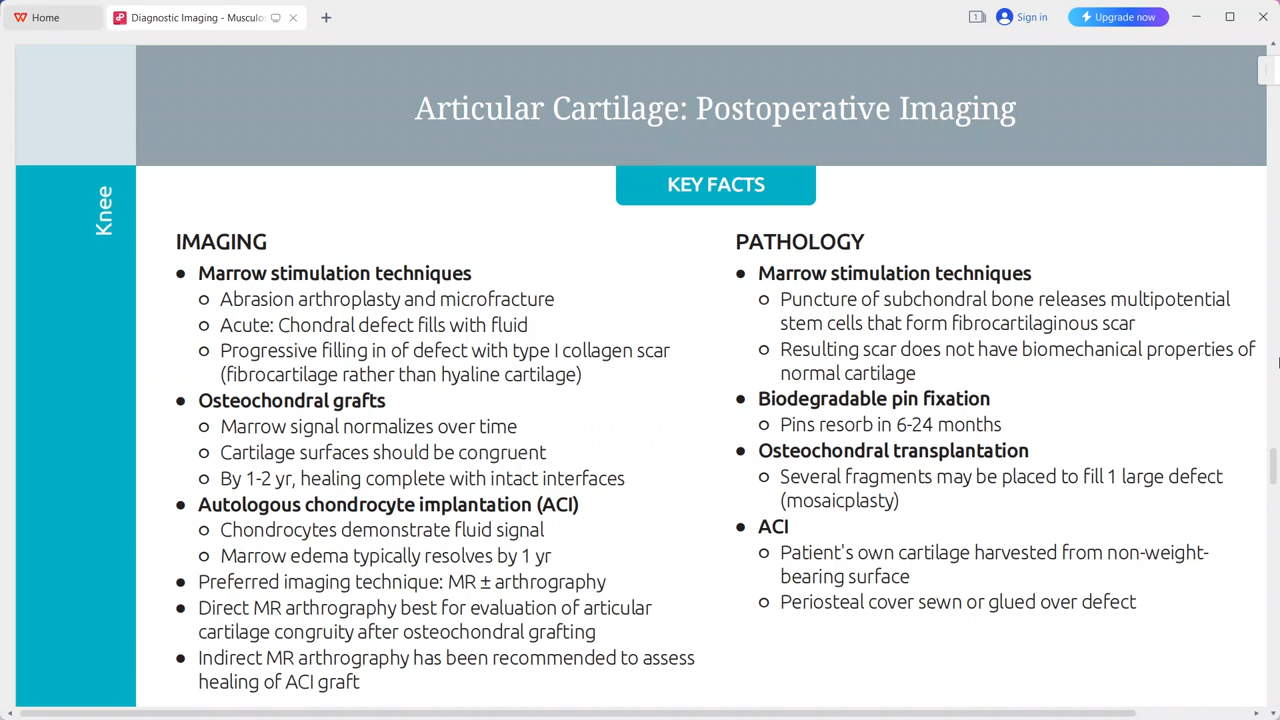 Home
Diagnostic Imaging - Musculos
1
Sign in
Upgrade now
Articular Cartilage: Postoperative Imaging
Knee
KEY FACTS
IMAGING
• Marrow stimulation techniques
o Abrasion arthroplasty and microfracture
o Acute: Chondral defect fills with fluid
o Progressive filling in of defect with type I collagen scar
(fibrocartilage rather than hyaline cartilage)
• Osteochondral grafts
o Marrow signal normalizes over time
o Cartilage surfaces should be congruent
o By 1-2 yr, healing complete with intact interfaces
• Autologous chondrocyte implantation (ACI)
o Chondrocytes demonstrate fluid signal
o Marrow edema typically resolves by 1 yr
• Preferred imaging technique: MR ± arthrography
• Direct MR arthrography best for evaluation of articular
cartilage congruity after osteochondral grafting
• Indirect MR arthrography has been recommended to assess
healing of ACI graft
PATHOLOGY
• Marrow stimulation techniques
o Puncture of subchondral bone releases multipotential
stem cells that form fibrocartilaginous scar
o Resulting scar does not have biomechanical properties of
normal cartilage
• Biodegradable pin fixation
o Pins resorb in 6-24 months
• Osteochondral transplantation
o Several fragments may be placed to fill 1 large defect
(mosaicplasty)
• ACI
o Patient's own cartilage harvested from non-weight-
bearing surface
o Periosteal cover sewn or glued over defect